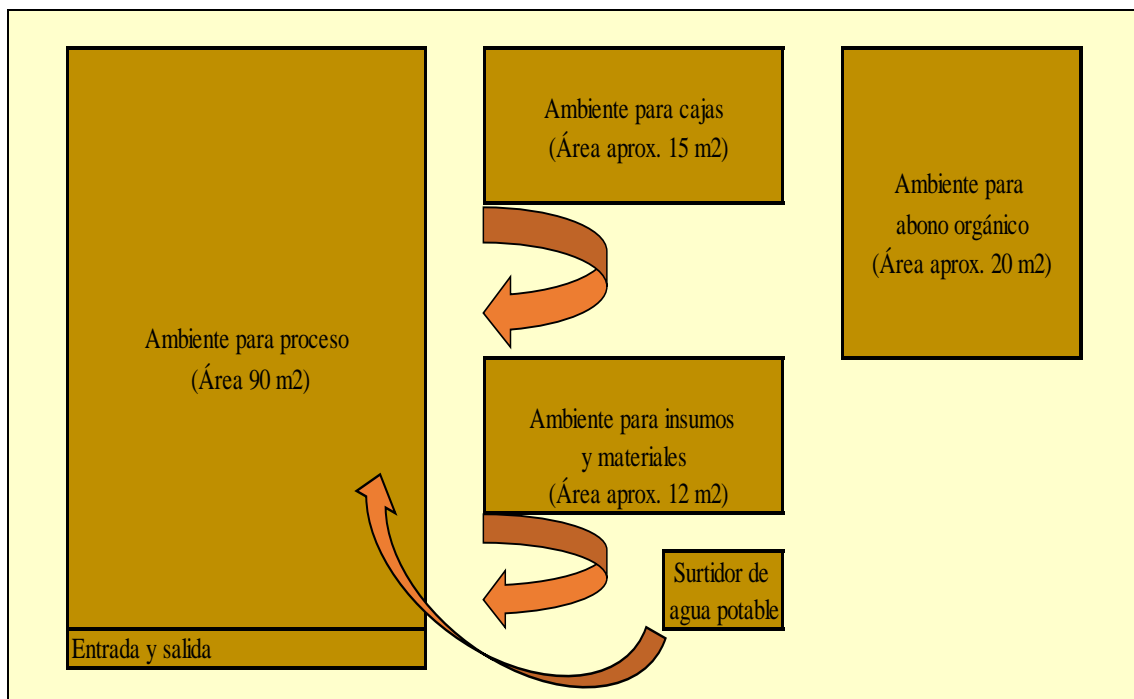 Ambiente para proceso
(Área 90 m2)
Entrada y salida
Ambiente para cajas
(Área aprox. 15 m2)
Ambiente para insumos
y materiales
(Área aprox. 12 m2)
Surtidor de
agua potable
Ambiente para
abono orgánico
(Área aprox. 20 m2)